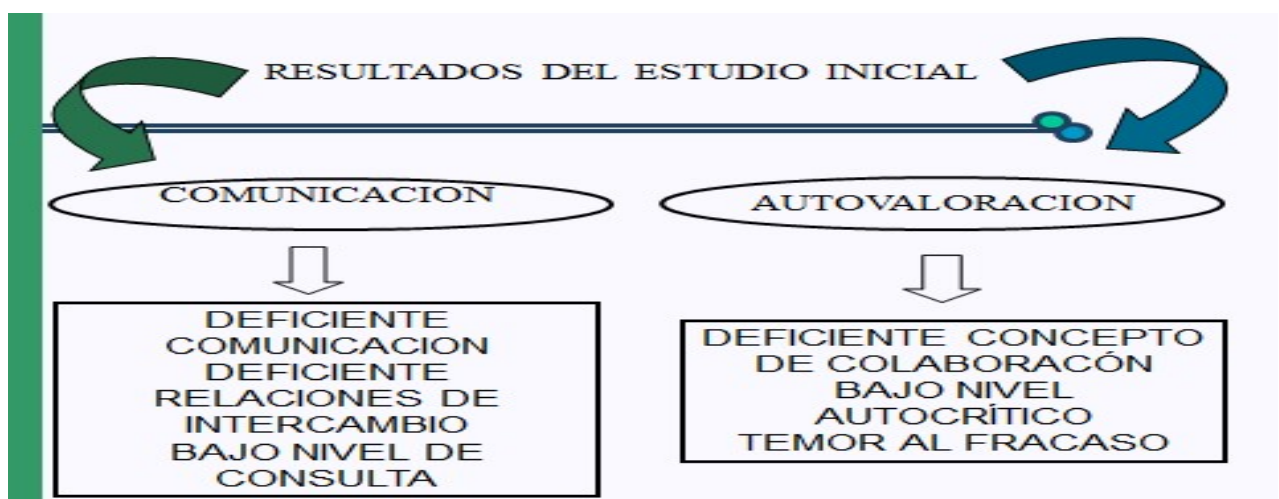 RESULTADOS DEL ESTUDIO INICIAL
COMUNICACION
AUTOVALORACION
DEFICIENTE
COMUNICACION
DEFICIENTE
RELACIONES DE
INTERCAMBIO
BAJO NIVEL DE
CONSULTA
DEFICIENTE CONCEPTO
DE COLABORACÓN
BAJO NIVEL
AUTOCRÍTICO
TEMOR AL FRACASO